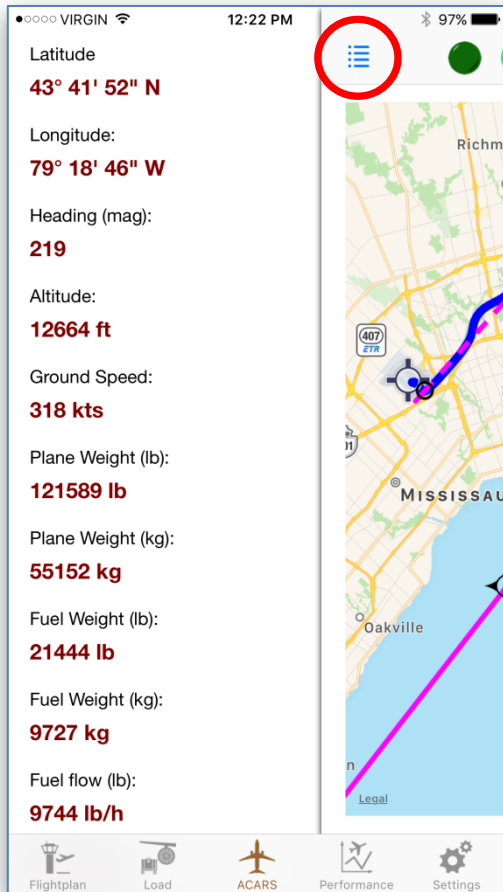 VIRGIN 12:22 PM 97%
Latitude
43° 41' 52" N
Longitude:
79° 18' 46" W
Heading (mag):
219
Altitude:
12664 ft
Ground Speed:
318 kts
Plane Weight (lb):
121589 lb
Plane Weight (kg):
55152 kg
Fuel Weight (lb):
21444 lb
Fuel Weight (kg):
9727 kg
Fuel flow (lb):
9744 lb/h
Richm
407
ETR
MISSISSAU
Oakville
n
Legal
Flightplan Load ACARS Performance Settings